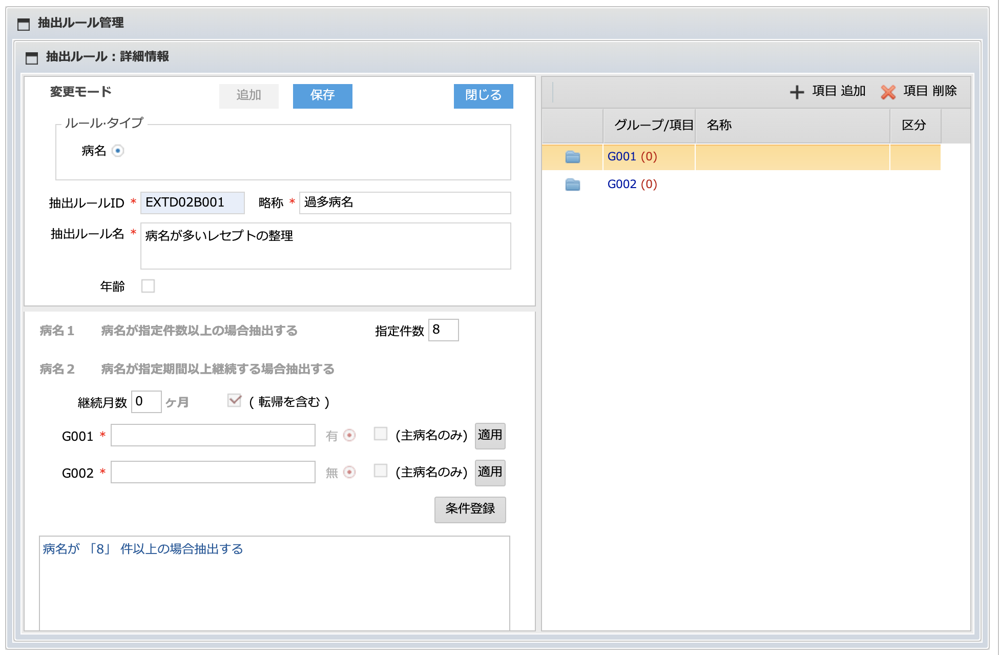 抽出ルール管理
抽出ルール：詳細情報
変更モード 追加 保存 閉じる
ルール·タイプ
病名
抽出ルールID * EXTD02B001 略称 * 過多病名
抽出ルール名 * 病名が多いレセプトの整理
年齢
病名１ 病名が指定件数以上の場合抽出する 指定件数 8
病名２ 病名が指定期間以上継続する場合抽出する
継続月数 0 ヶ月 ( 転帰を含む )
G001 * 有 (主病名のみ) 適用
G002 * 無 (主病名のみ) 適用
条件登録
病名が 「8」 件以上の場合抽出する
項目 追加 項目 削除
グループ/項目 名称 区分
G001 (0)
G002 (0)